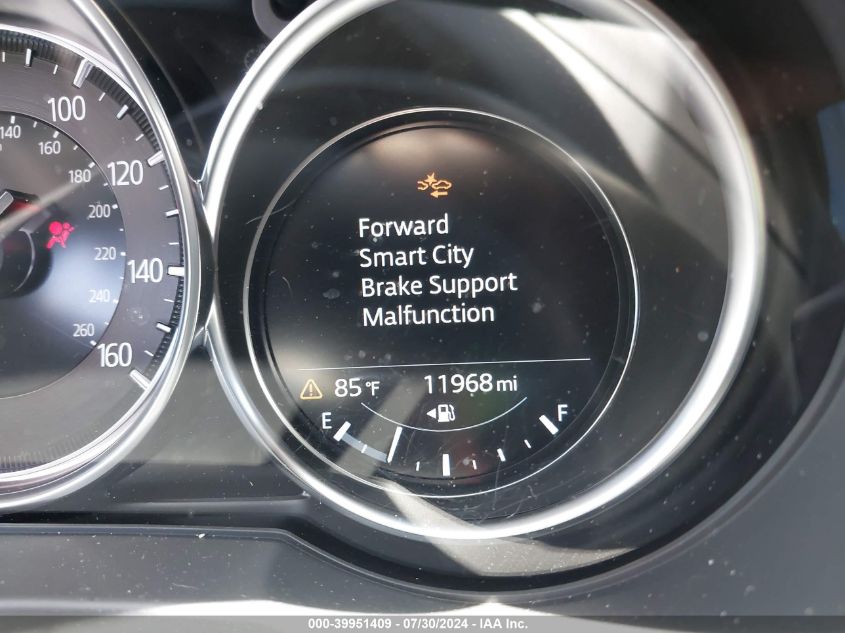 100
120
140
160
140
160
180
200
220
240
260
Forward
Smart City
Brake Support
Malfunction
85°F
11968 mi
E
F
000-39951409 - 07/30/2024 - IAA Inc.